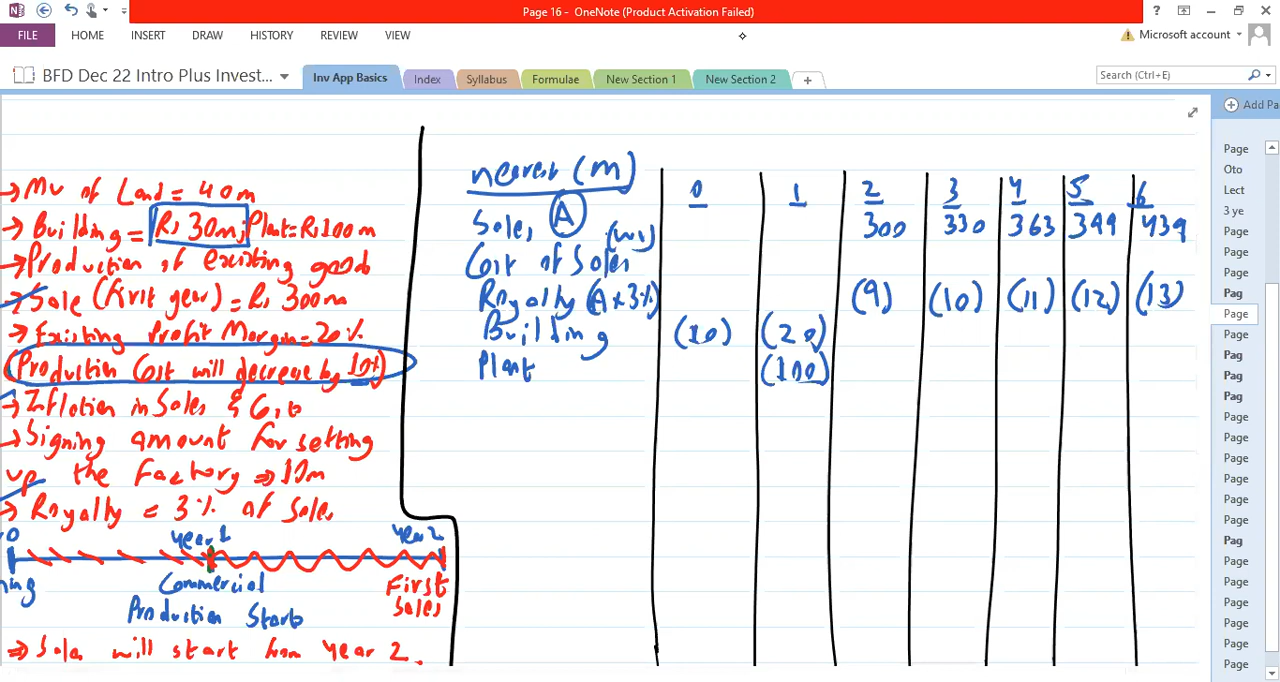 Page 16 - OneNote (Product Activation Failed)
FILE HOME INSERT DRAW HISTORY REVIEW VIEW
Microsoft account
BFD Dec 22 Intro Plus Invest...
Inv App Basics
Index
Syllabus
Formulae
New Section 1
New Section 2
Search (Ctrl+E)
Add Pa
→ Mv of Land = 40m
→ Building = Rs 30m; Plant = Rs 100m
→ Production of existing good
→ Sale (first year) = Rs 300m
→ Existing Profit Margin = 20%
(Production Cost will decrease by 10%)
→ Inflation in Sales &
→ Signing amount for setting
up the Factory ⇒ 10m
→ Royalty = 3% of Sales
0 Year 1 Year 2
ning Commercial First
Production Starts Sales
⇒ Sales will start from year 2.
nearest (m) 0 1 2 3 4 5 6
Sales (A) 300 330 363 399 439
Cost of Sales (W1)
Royalty (A x 3%) (9) (10) (11) (12) (13)
Building (10) (20)
Plant (100)
Page
Oto
Lect
3 ye
Page
Page
Page
Pag
Page
Page
Pag
Pag
Pag
Page
Page
Page
Page
Page
Page
Pag
Page
Page
Page
Page
Page
Page